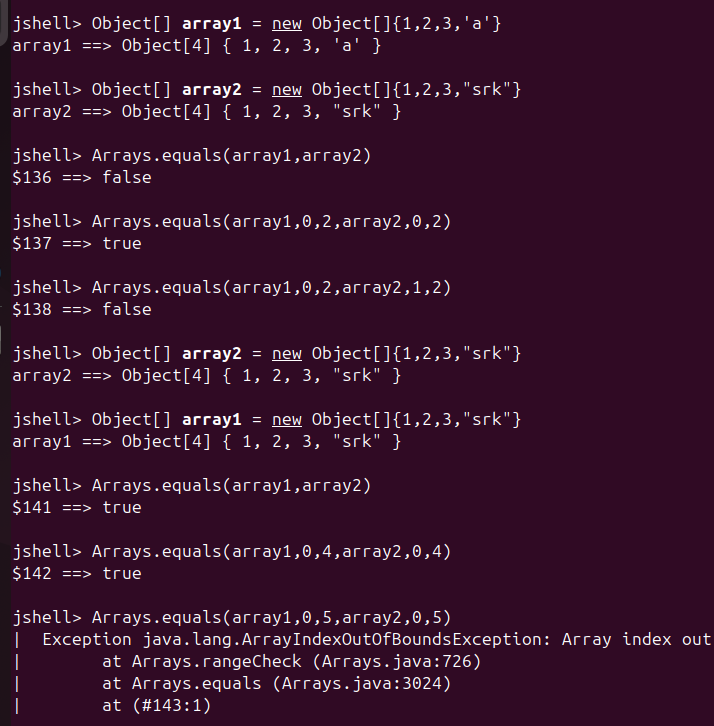 jshell> Object[] array1 = new Object[]{1,2,3,'a'}
array1 ==> Object[4] { 1, 2, 3, 'a' }
jshell> Object[] array2 = new Object[]{1,2,3,"srk"}
array2 ==> Object[4] { 1, 2, 3, "srk" }
jshell> Arrays.equals(array1,array2)
$136 ==> false
jshell> Arrays.equals(array1,0,2,array2,0,2)
$137 ==> true
jshell> Arrays.equals(array1,0,2,array2,1,2)
$138 ==> false
jshell> Object[] array2 = new Object[]{1,2,3,"srk"}
array2 ==> Object[4] { 1, 2, 3, "srk" }
jshell> Object[] array1 = new Object[]{1,2,3,"srk"}
array1 ==> Object[4] { 1, 2, 3, "srk" }
jshell> Arrays.equals(array1,array2)
$141 ==> true
jshell> Arrays.equals(array1,0,4,array2,0,4)
$142 ==> true
jshell> Arrays.equals(array1,0,5,array2,0,5)
|  Exception java.lang.ArrayIndexOutOfBoundsException: Array index out
|        at Arrays.rangeCheck (Arrays.java:726)
|        at Arrays.equals (Arrays.java:3024)
|        at (#143:1)